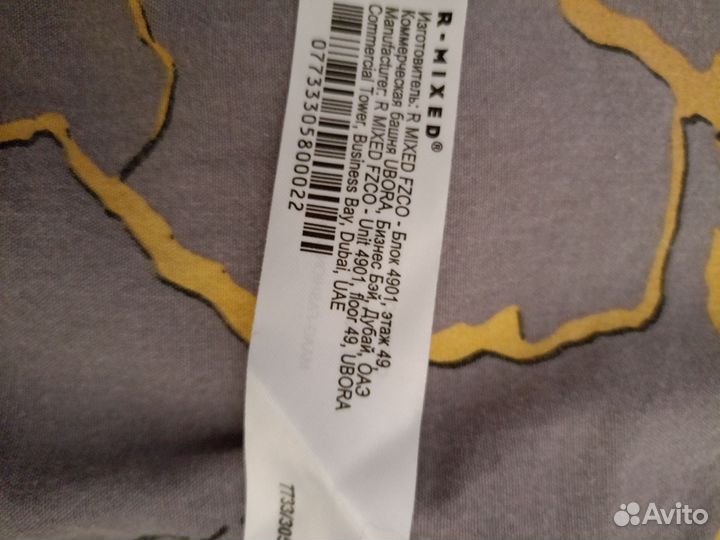 R-MIXED®
Изготовитель: R MIXED FZCO - Блок 4901, этаж 49,
Коммерческая башня UBORA, Бизнес Бэй, Дубай, ОАЭ
Manufacturer: R MIXED FZCO - Unit 4901, floor 49, UBORA
Commercial Tower, Business Bay, Dubai, UAE
0773330580002​2
Avito